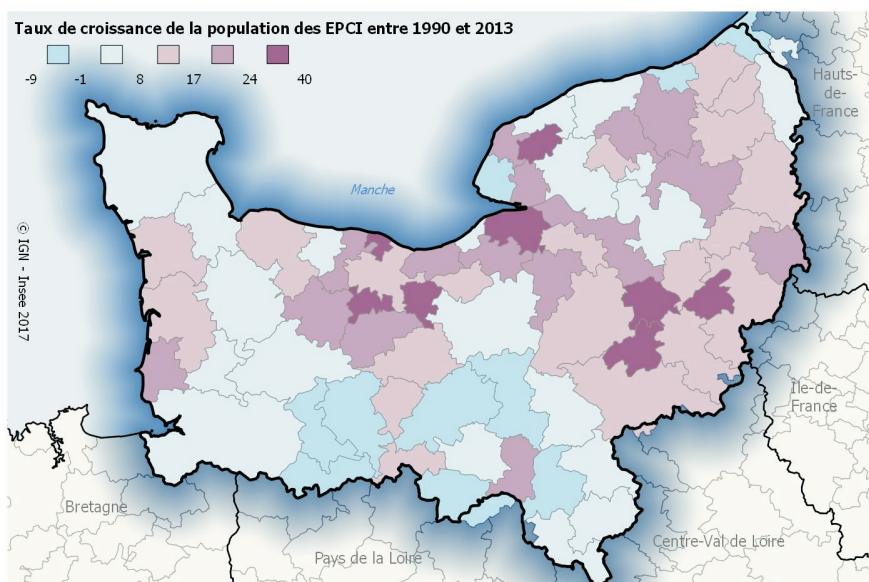 Taux de croissance de la population des EPCI entre 1990 et 2013
-9 -1 8 17 24 40
Hauts-
de-
France
Manche
© IGN - Insee 2017
Île-de-
France
Bretagne
Pays de la Loire
Centre-Val de Loire